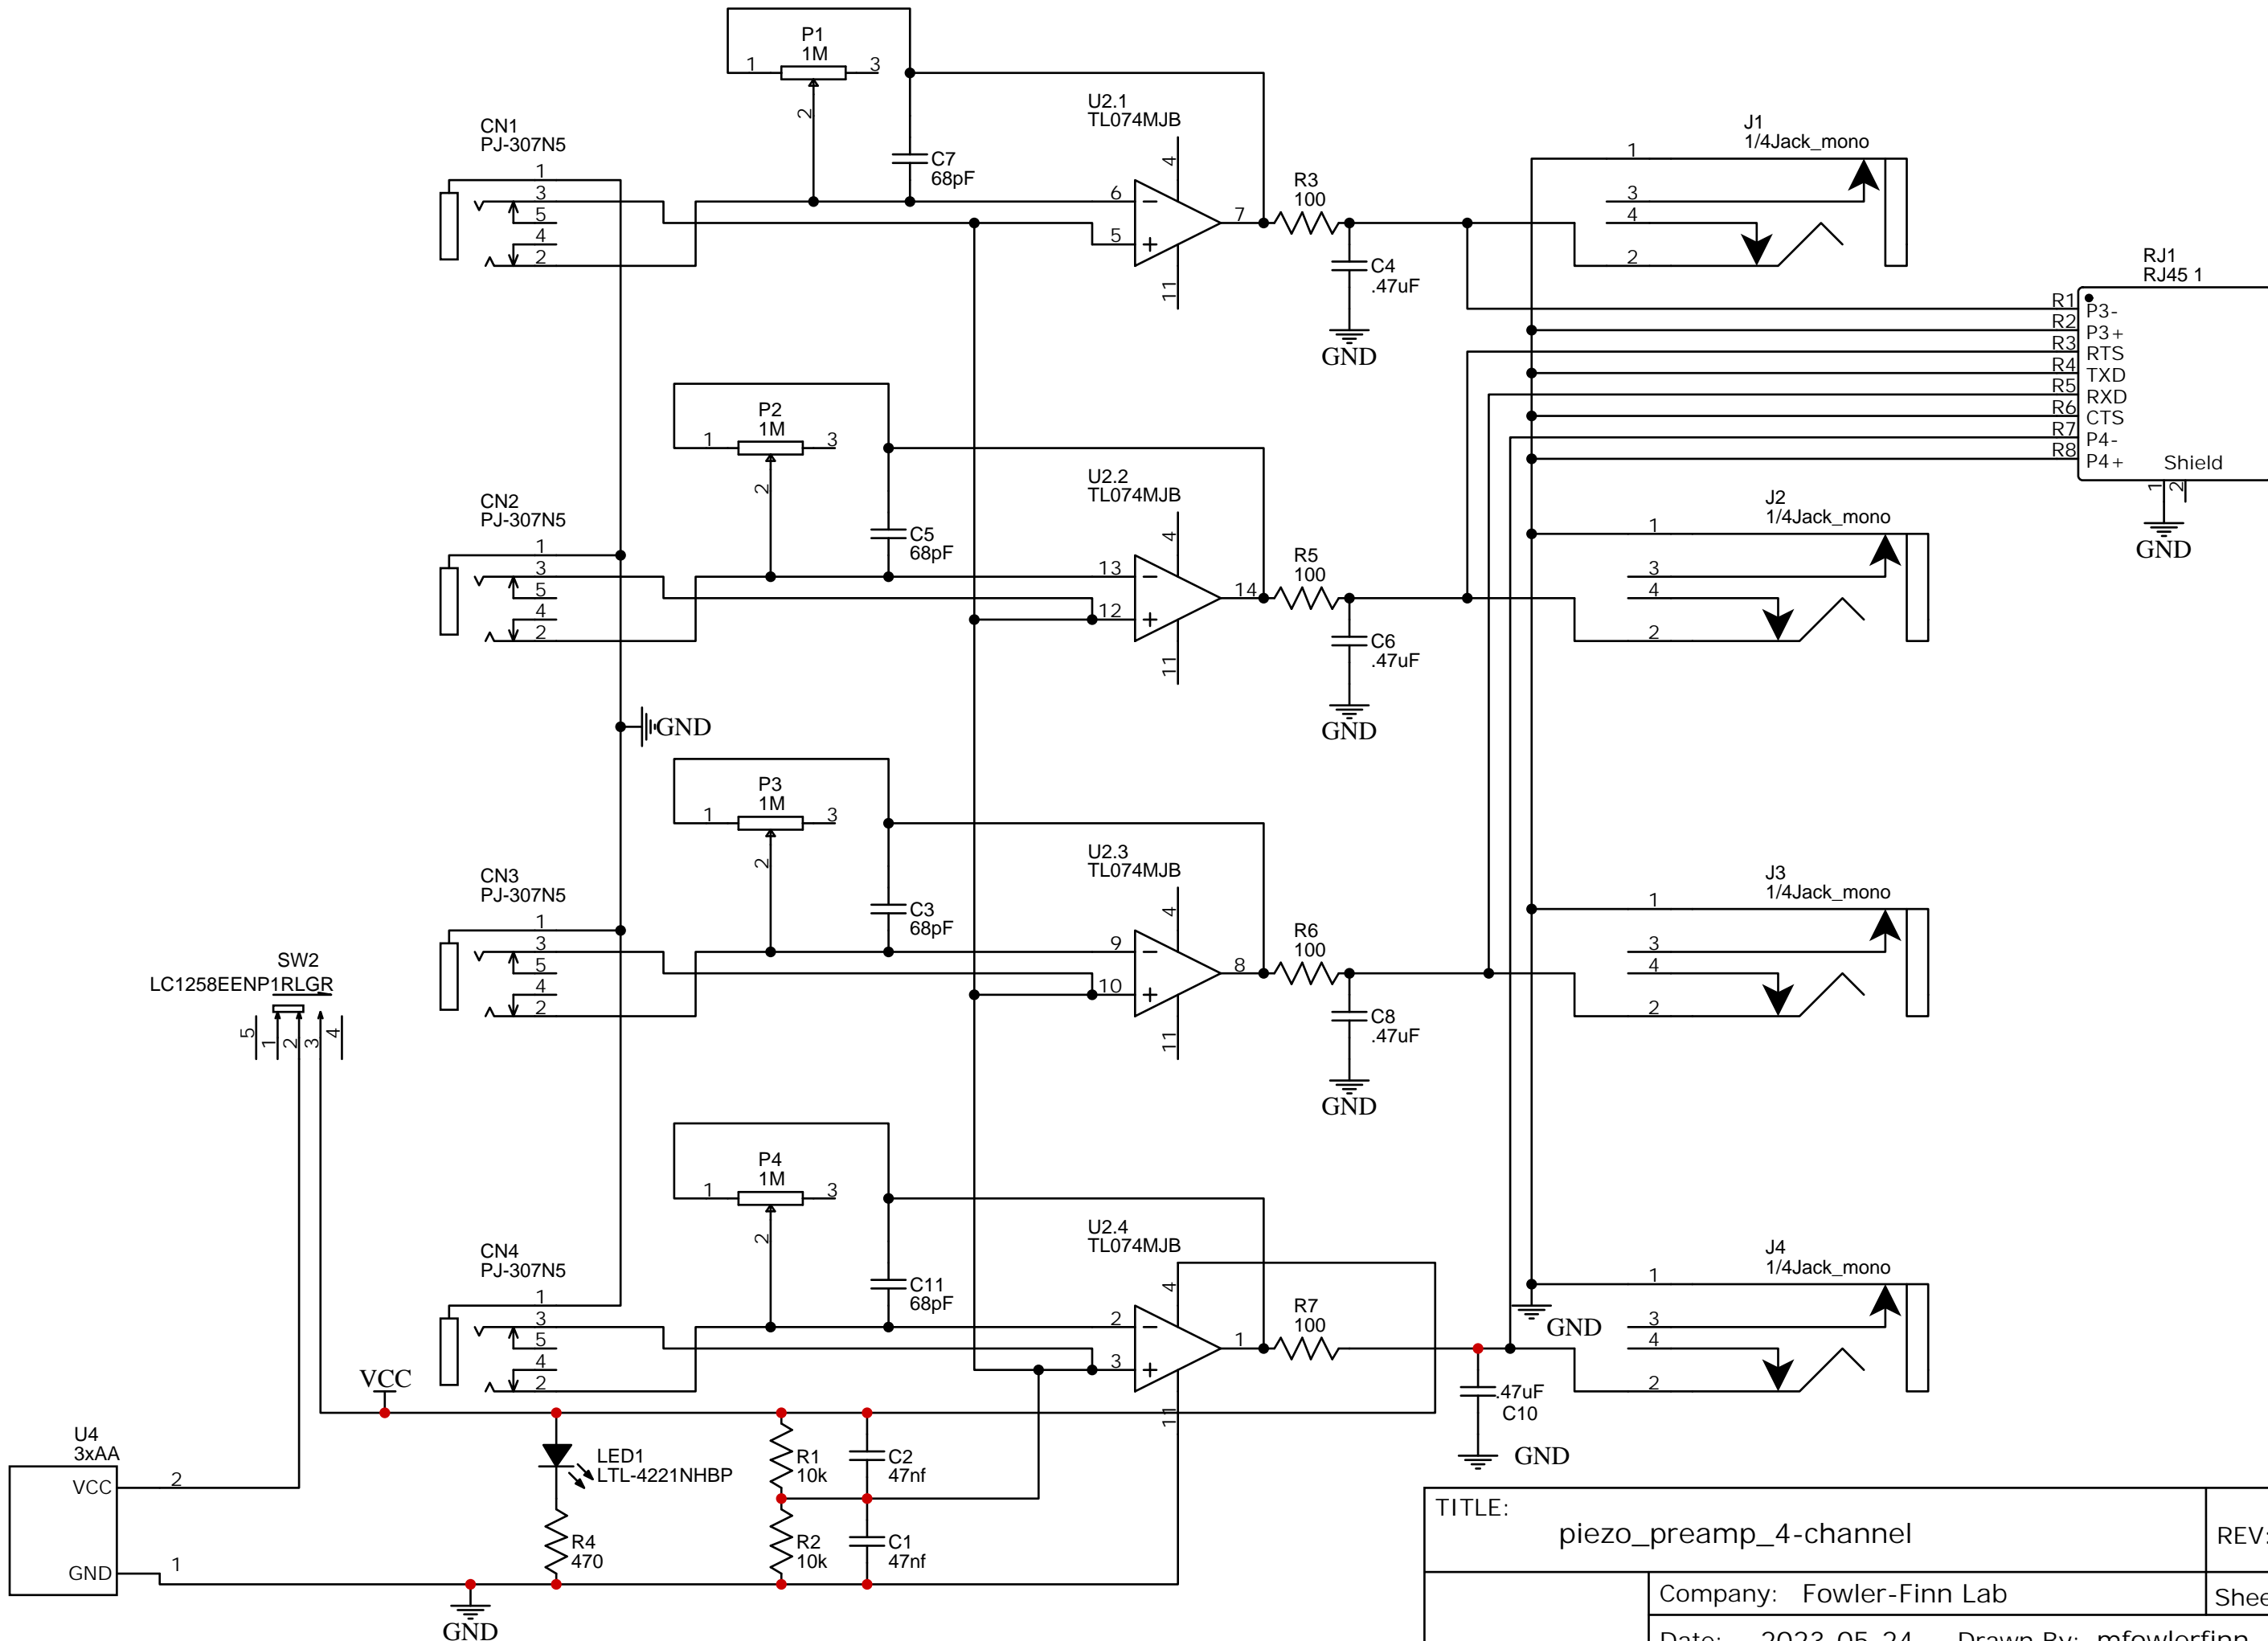 P1
1M
1
3
2
C7
68pF
CN1
PJ-307N5
1
3
5
4
2
U2.1
TL074MJB
4
6
5
7
11
R3
100
C4
.47uF
GND
J1
1/4Jack_mono
1
3
4
2
RJ1
RJ45 1
R1 P3-
R2 P3+
R3 RTS
R4 TXD
R5 RXD
R6 CTS
R7 P4-
R8 P4+
Shield
1
2
GND
P2
1M
1
3
2
C5
68pF
CN2
PJ-307N5
1
3
5
4
2
U2.2
TL074MJB
4
13
12
14
11
R5
100
C6
.47uF
GND
J2
1/4Jack_mono
1
3
4
2
GND
P3
1M
1
3
2
C3
68pF
CN3
PJ-307N5
1
3
5
4
2
U2.3
TL074MJB
4
9
10
8
11
R6
100
C8
.47uF
GND
J3
1/4Jack_mono
1
3
4
2
SW2
LC1258EENP1RLGR
5
1
2
3
4
P4
1M
1
3
2
C11
68pF
CN4
PJ-307N5
1
3
5
4
2
U2.4
TL074MJB
4
2
3
1
11
R7
100
.47uF
C10
GND
GND
J4
1/4Jack_mono
1
3
4
2
VCC
U4
3xAA
VCC
2
GND
1
LED1
LTL-4221NHBP
R4
470
R1
10k
C2
47nf
R2
10k
C1
47nf
GND
TITLE:
piezo_preamp_4-channel
REV:
Company: Fowler-Finn Lab
Date: 2023-05-24 Drawn By: mfowlerfinn